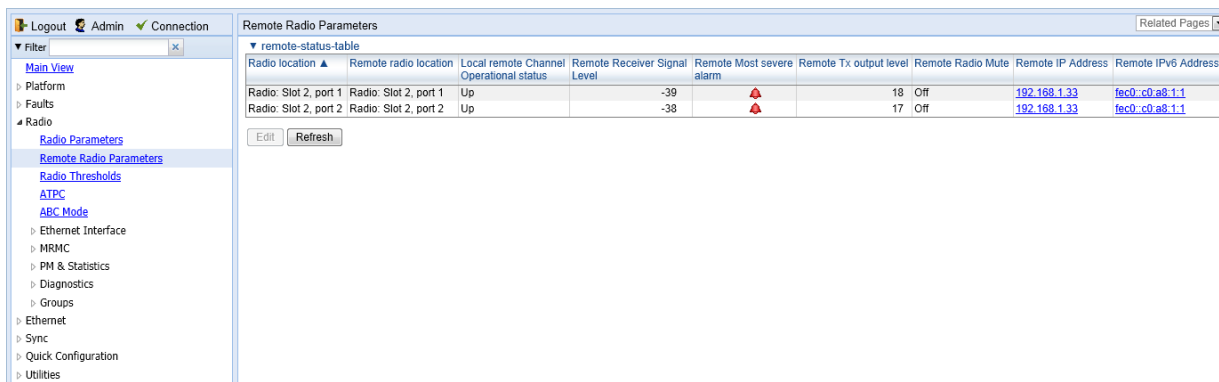 Logout Admin Connection
Filter
Main View
Platform
Faults
Radio
Radio Parameters
Remote Radio Parameters
Radio Thresholds
ATPC
ABC Mode
Ethernet Interface
MRMC
PM & Statistics
Diagnostics
Groups
Ethernet
Sync
Quick Configuration
Utilities
Remote Radio Parameters Related Pages
remote-status-table
Radio location ▲ Remote radio location Local remote Channel Remote Receiver Signal Remote Most severe Remote Tx output level Remote Radio Mute Remote IP Address Remote IPv6 Address
Operational status Level alarm
Radio: Slot 2, port 1 Radio: Slot 2, port 1 Up -39 18 Off 192.168.1.33 fec0::c0:a8:1:1
Radio: Slot 2, port 2 Radio: Slot 2, port 2 Up -38 17 Off 192.168.1.33 fec0::c0:a8:1:1
Edit Refresh